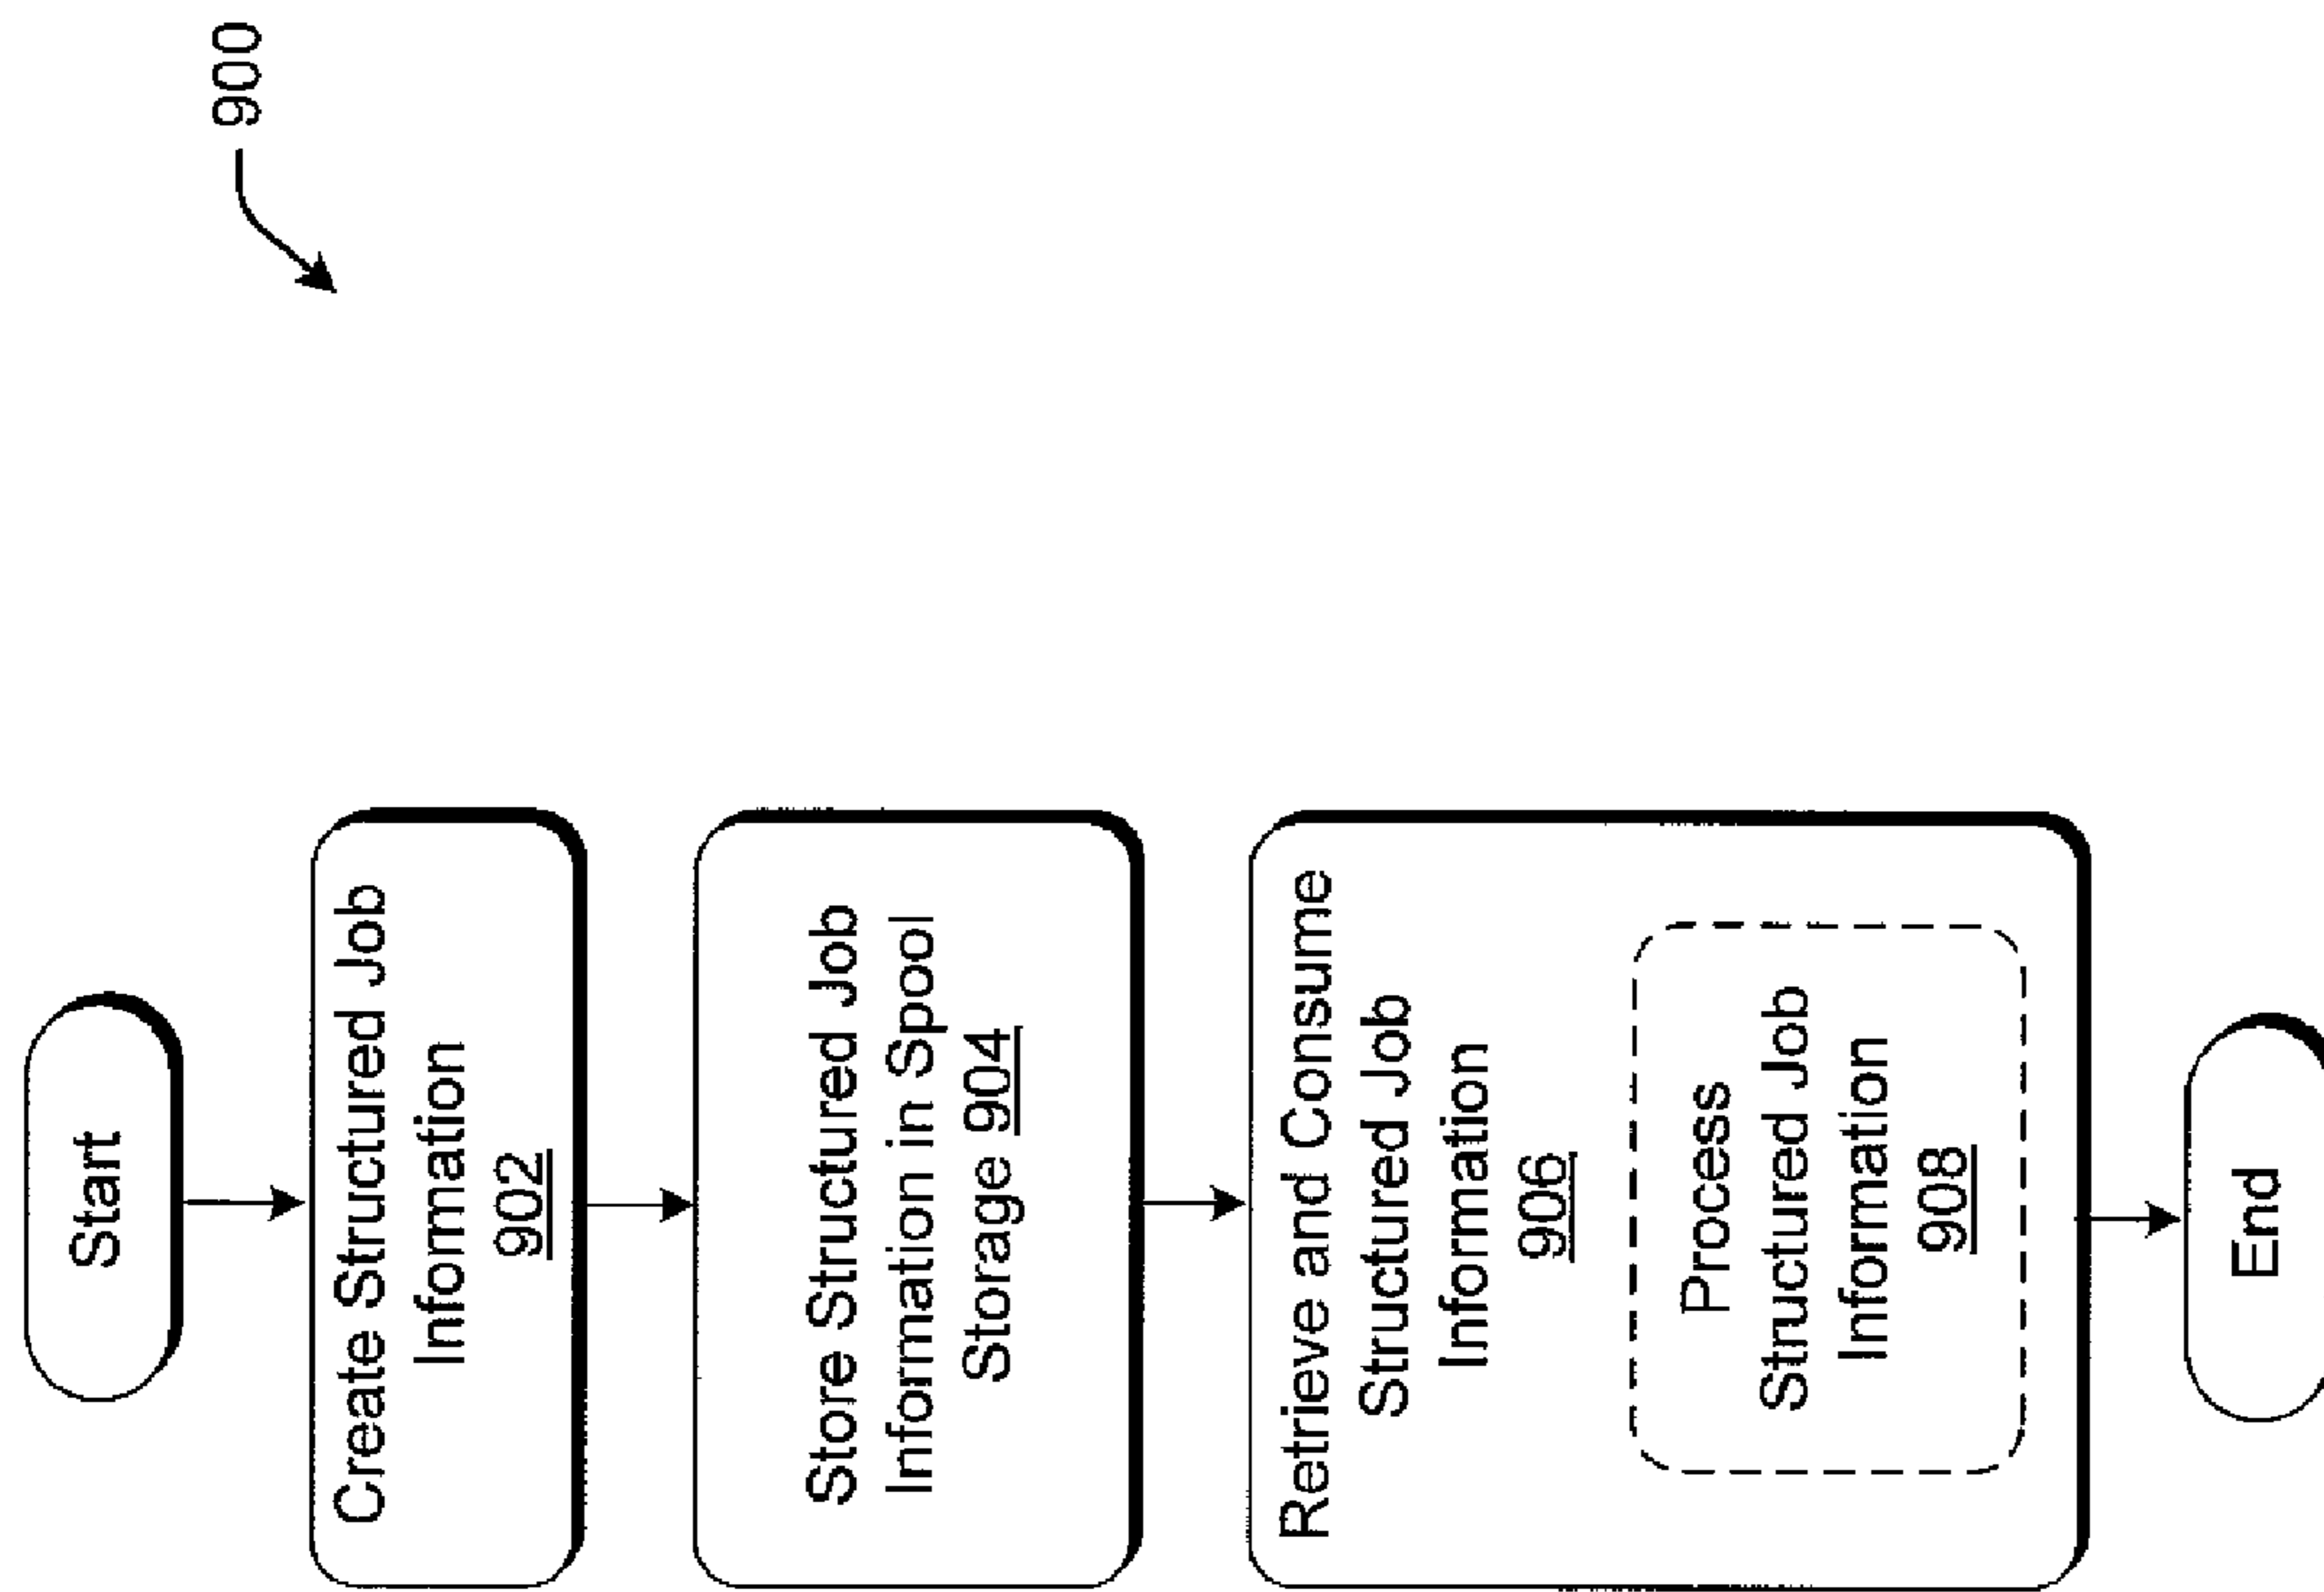 900
Start
Create Structured Job
Information
902
Store Structured Job
Information in Spool
Storage 904
Retrieve and Consume
Structured Job
Information
906
Process
Structured Job
Information
908
End